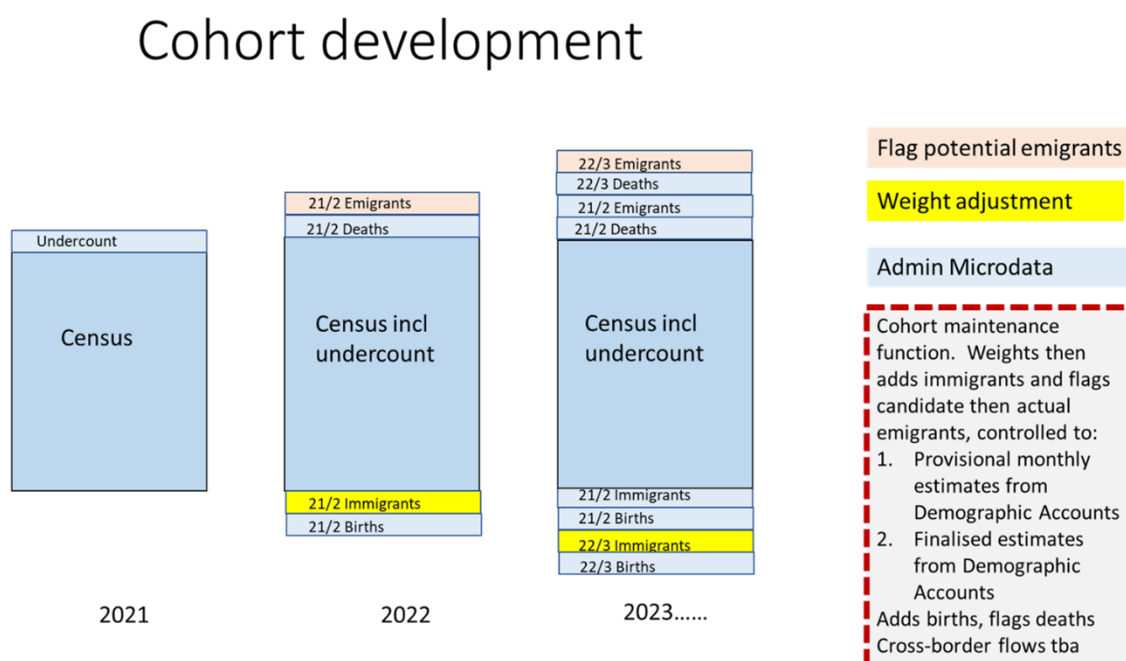 Cohort development
Undercount
Census
2021
21/2 Emigrants
21/2 Deaths
Census incl
undercount
21/2 Immigrants
21/2 Births
2022
22/3 Emigrants
22/3 Deaths
21/2 Emigrants
21/2 Deaths
Census incl
undercount
21/2 Immigrants
21/2 Births
22/3 Immigrants
22/3 Births
2023......
Flag potential emigrants
Weight adjustment
Admin Microdata
Cohort maintenance
function. Weights then
adds immigrants and flags
candidate then actual
emigrants, controlled to:
1. Provisional monthly
estimates from
Demographic Accounts
2. Finalised estimates
from Demographic
Accounts
Adds births, flags deaths
Cross-border flows tba